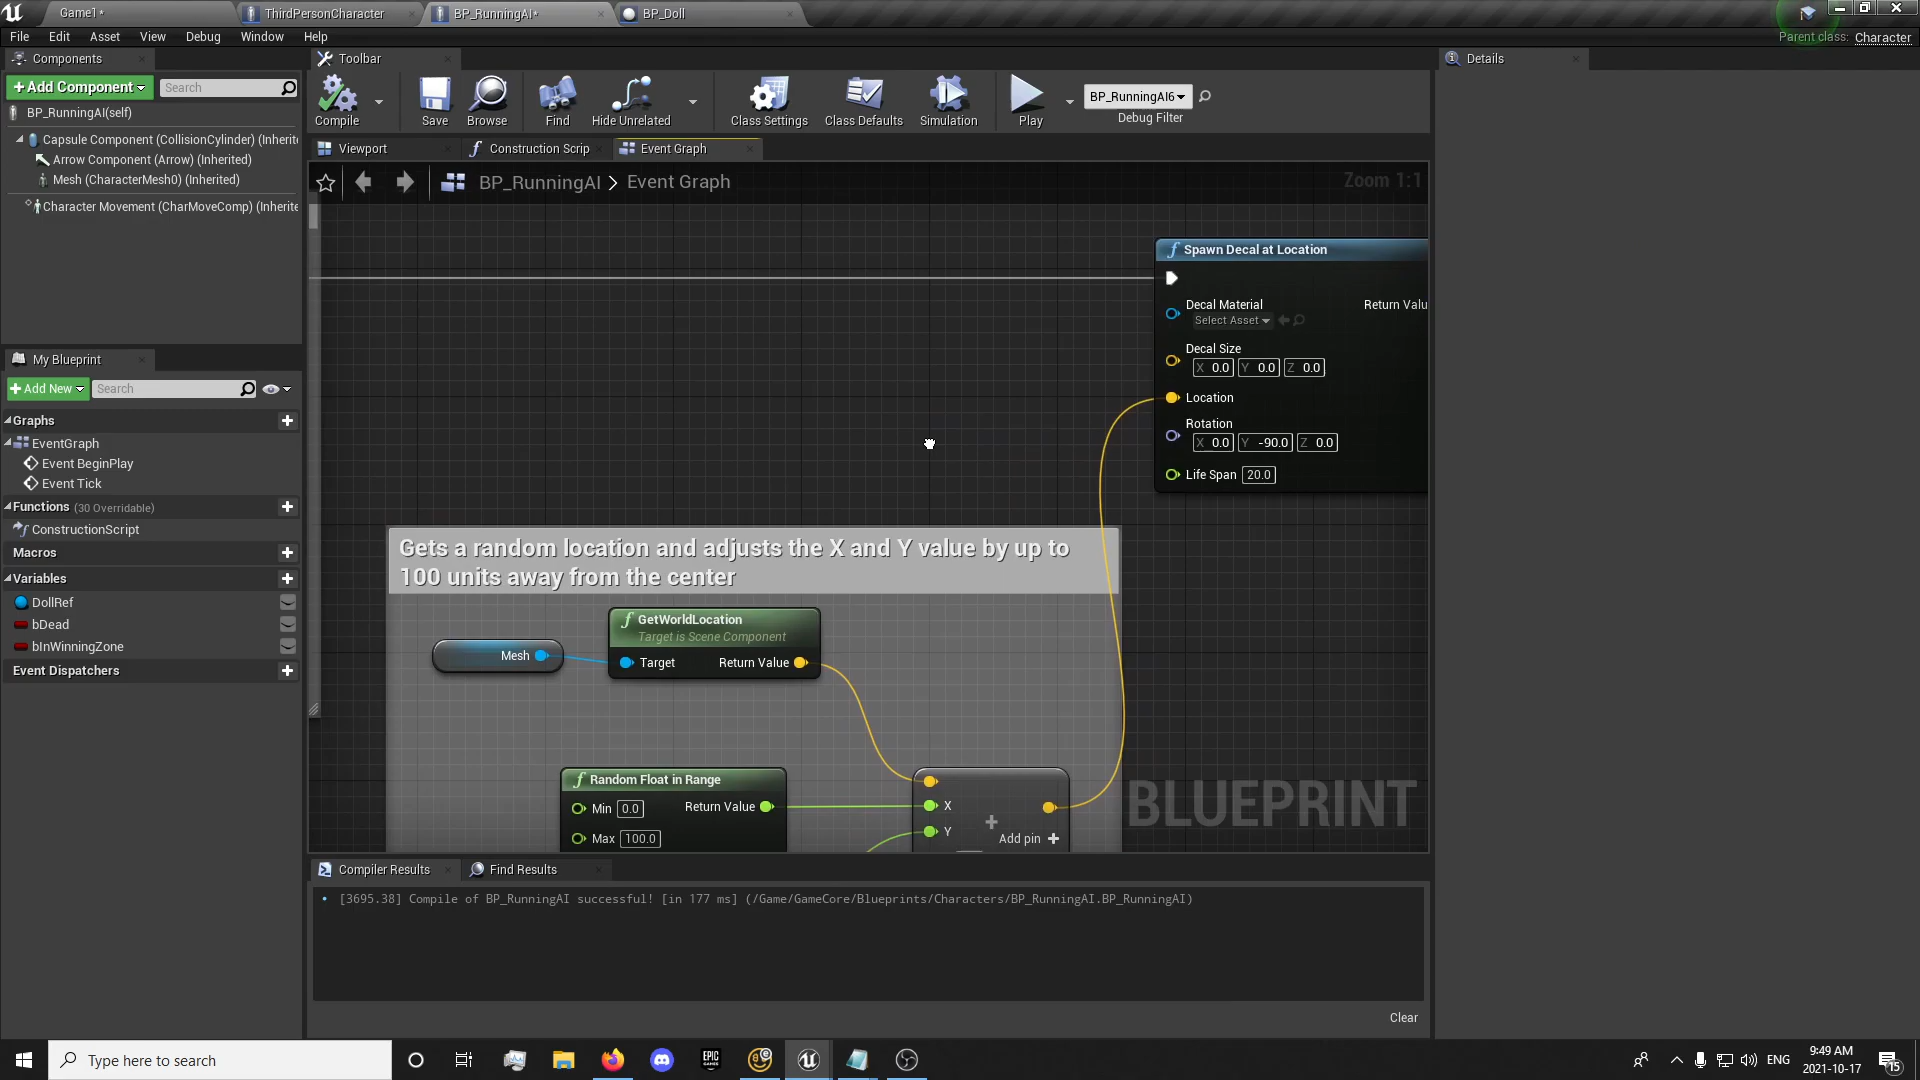 Game1*
ThirdPersonCharacter
BP_RunningAI*
BP_Doll
File Edit Asset View Debug Window Help
Parent class: Character
Components
Toolbar
Details
+Add Component
Search
Compile
Save
Browse
Find
Hide Unrelated
Class Settings
Class Defaults
Simulation
Play
BP_RunningAI6
Debug Filter
BP_RunningAI(self)
Capsule Component (CollisionCylinder) (Inherit
Arrow Component (Arrow) (Inherited)
Mesh (CharacterMesh0) (Inherited)
Character Movement (CharMoveComp) (Inherite
Viewport
Construction Scrip
Event Graph
BP_RunningAI > Event Graph
Zoom 1:1
Spawn Decal at Location
Decal Material
Select Asset
Return Valu
Decal Size
X 0.0 Y 0.0 Z 0.0
Location
Rotation
X 0.0 Y -90.0 Z 0.0
Life Span 20.0
My Blueprint
+Add New
Search
Graphs
EventGraph
Event BeginPlay
Event Tick
Functions (30 Overridable)
ConstructionScript
Macros
Variables
DollRef
bDead
bInWinningZone
Event Dispatchers
Gets a random location and adjusts the X and Y value by up to
100 units away from the center
Mesh
GetWorldLocation
Target is Scene Component
Target Return Value
Random Float in Range
Min 0.0 Return Value
Max 100.0
X
Y
Add pin +
BLUEPRINT
Compiler Results
Find Results
[3695.38] Compile of BP_RunningAI successful! [in 177 ms] (/Game/GameCore/Blueprints/Characters/BP_RunningAI.BP_RunningAI)
Clear
Type here to search
EPIC
GAMES
ENG
9:49 AM
2021-10-17
15